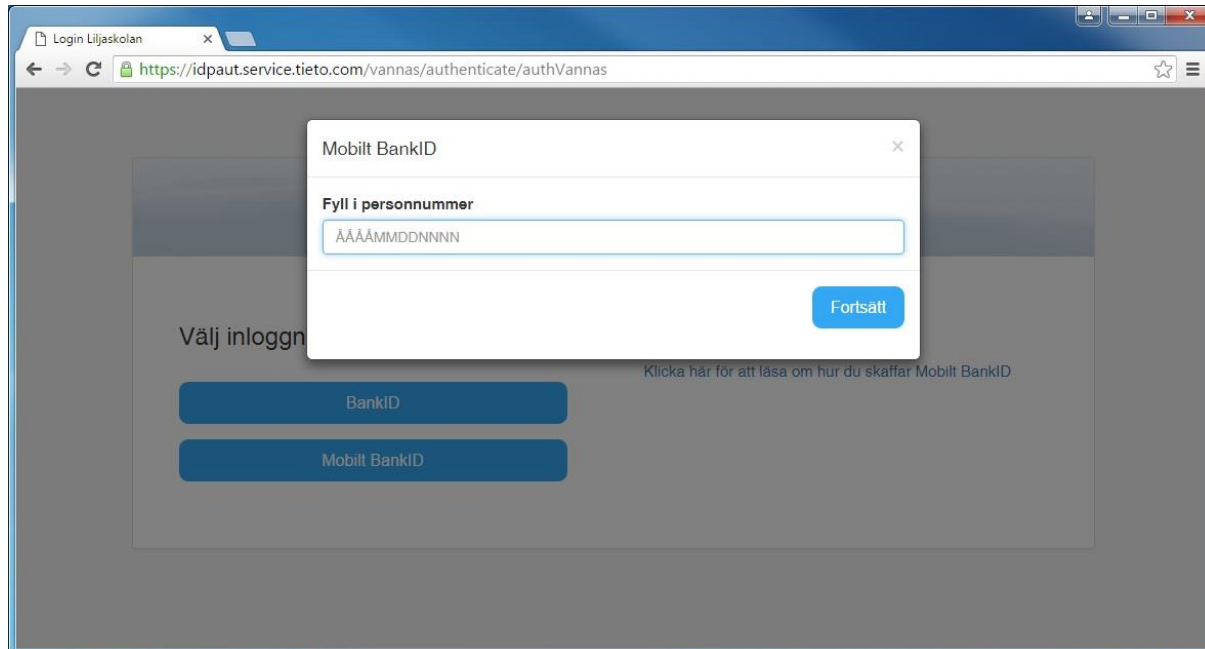 Login Liljaskolan
https://idpaut.service.tieto.com/vannas/authenticate/authVannas
Mobilt BankID
Fyll i personnummer
ÅÅÅÅMMDDNNNN
Fortsätt
Välj inloggn
Klicka här för att läsa om hur du skaffar Mobilt BankID
BankID
Mobilt BankID